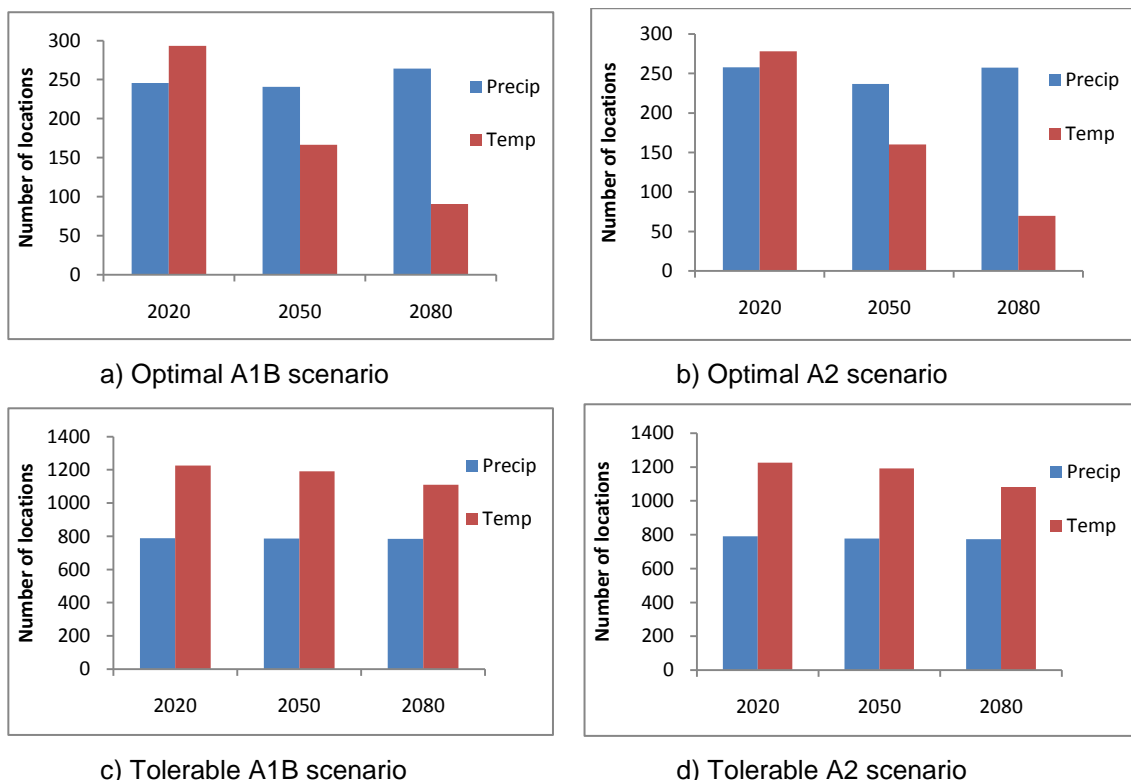 300
250
200
150
100
50
0
Number of locations
Precip
Temp
2020 2050 2080
a) Optimal A1B scenario
300
250
200
150
100
50
0
Number of locations
Precip
Temp
2020 2050 2080
b) Optimal A2 scenario
1400
1200
1000
800
600
400
200
0
Number of locations
Precip
Temp
2020 2050 2080
c) Tolerable A1B scenario
1400
1200
1000
800
600
400
200
0
Number of locations
Precip
Temp
2020 2050 2080
d) Tolerable A2 scenario